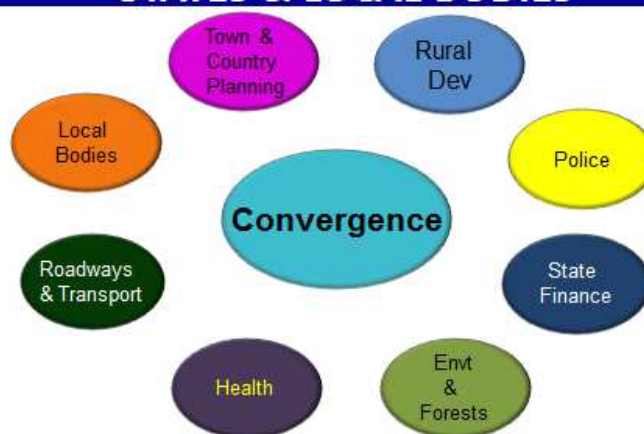 Town &
Country
Planning
Rural
Dev
Local
Bodies
Police
Convergence
Roadways
& Transport
State
Finance
Health
Envt
&
Forests